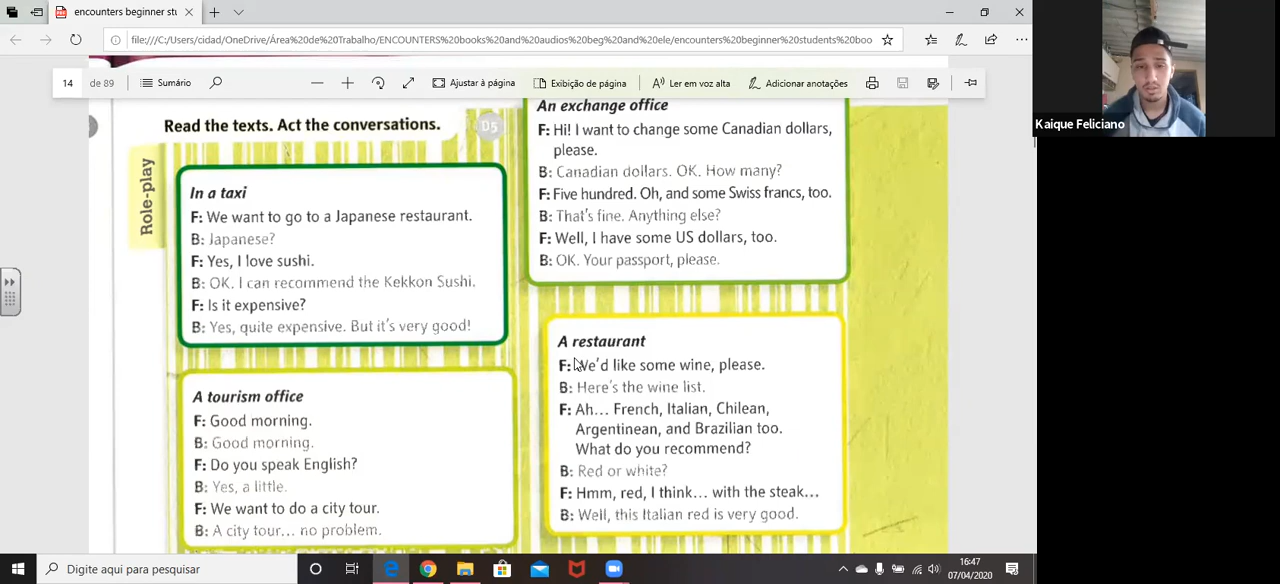 encounters beginner stu
file:///C:/Users/cidad/OneDrive/Área%20de%20Trabalho/ENCOUNTERS%20books%20and%20audios%20beg%20and%20ele/encounters%20beginner%20students%20boo
14 de 89 Sumário Ajustar à página Exibição de página Ler em voz alta Adicionar anotações
Read the texts. Act the conversations.
Role-play
In a taxi
F: We want to go to a Japanese restaurant.
B: Japanese?
F: Yes, I love sushi.
B: OK. I can recommend the Kekkon Sushi.
F: Is it expensive?
B: Yes, quite expensive. But it's very good!
A tourism office
F: Good morning.
B: Good morning.
F: Do you speak English?
B: Yes, a little.
F: We want to do a city tour.
B: A city tour... no problem.
An exchange office
F: Hi! I want to change some Canadian dollars,
please.
B: Canadian dollars. OK. How many?
F: Five hundred. Oh, and some Swiss francs, too.
B: That's fine. Anything else?
F: Well, I have some US dollars, too.
B: OK. Your passport, please.
A restaurant
F: We'd like some wine, please.
B: Here's the wine list.
F: Ah... French, Italian, Chilean,
Argentinean, and Brazilian too.
What do you recommend?
B: Red or white?
F: Hmm, red, I think... with the steak...
B: Well, this Italian red is very good.
Kaique Feliciano
Digite aqui para pesquisar
16:47
07/04/2020